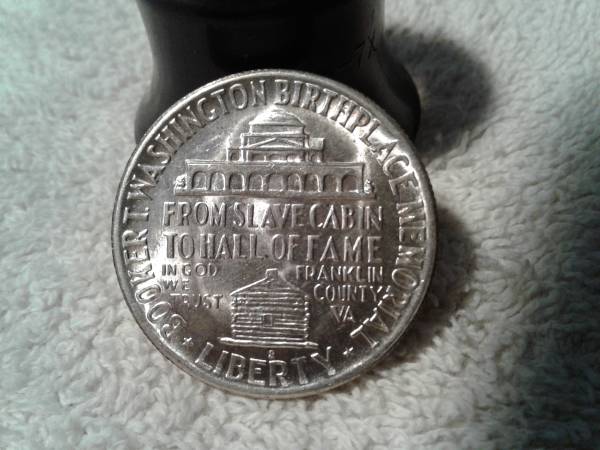 BOOKER T. WASHINGTON BIRTHPLACE MEMORIAL
FROM SLAVE CABIN
TO HALL OF FAME
IN GOD
WE
TRUST
FRANKLIN
COUNTY
VA
LIBERTY